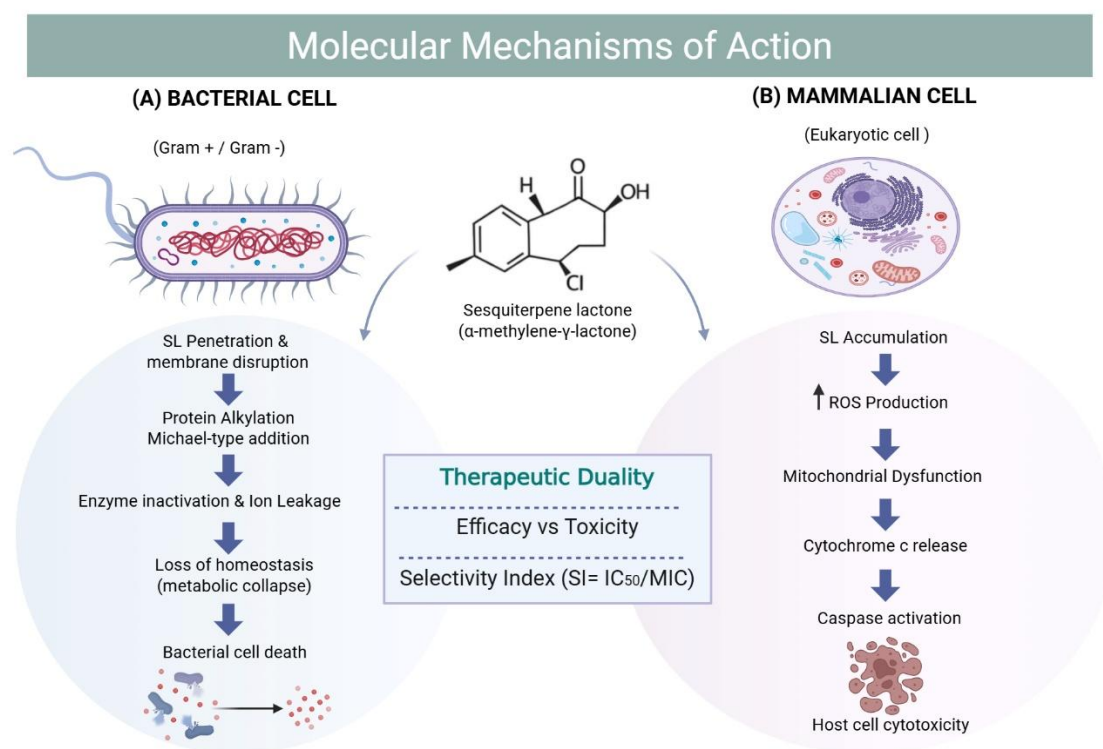 Molecular Mechanisms of Action
(A) BACTERIAL CELL
(Gram + / Gram -)
(B) MAMMALIAN CELL
(Eukaryotic cell )
O
H
OH
Cl
Sesquiterpene lactone
(α-methylene-γ-lactone)
SL Penetration &
membrane disruption
Protein Alkylation
Michael-type addition
Enzyme inactivation & Ion Leakage
Loss of homeostasis
(metabolic collapse)
Bacterial cell death
Therapeutic Duality
Efficacy vs Toxicity
Selectivity Index (SI= IC₅₀/MIC)
SL Accumulation
ROS Production
Mitochondrial Dysfunction
Cytochrome c release
Caspase activation
Host cell cytotoxicity